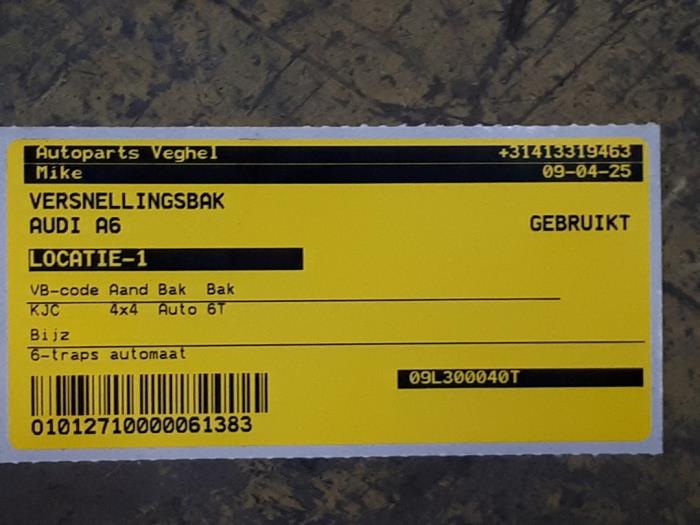 Autoparts Veghel +31413319463
Mike 09-04-25
VERSNELLINGSBAK
AUDI A6 GEBRUIKT
LOCATIE-1
VB-code Aand Bak Bak
KJC 4x4 Auto 6T
Bijz
6-traps automaat
09L300040T
01012710000061383